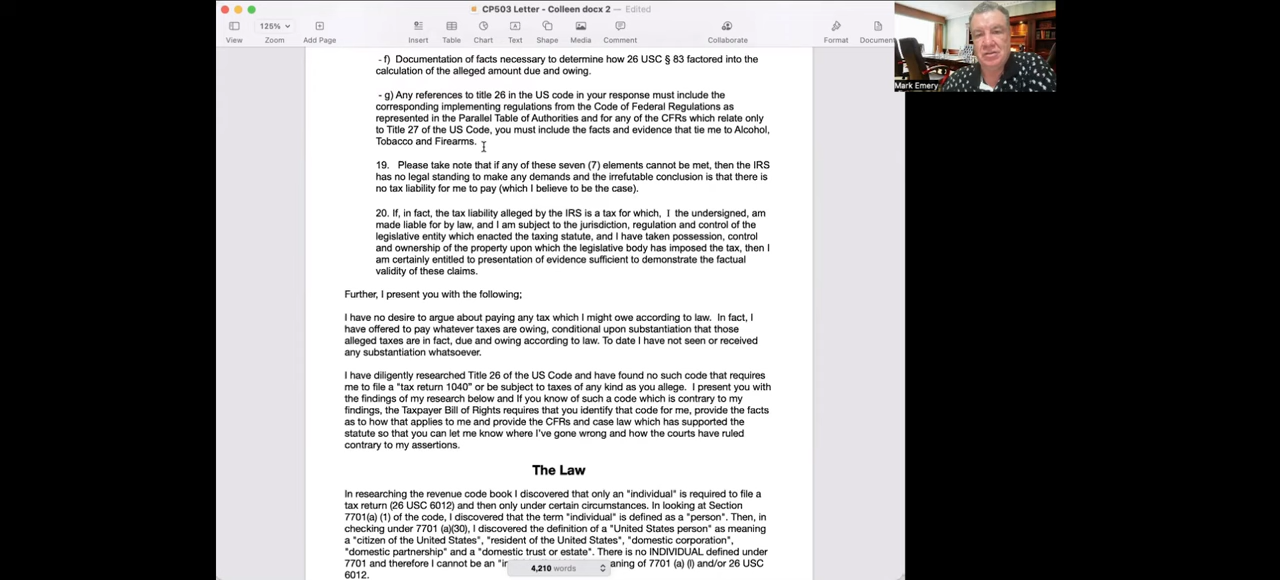 CP503 Letter - Colleen docx 2 — Edited
125%
View
Zoom
Add Page
Insert
Table
Chart
Text
Shape
Media
Comment
Collaborate
Format
Document
Mark Emery
- f) Documentation of facts necessary to determine how 26 USC § 83 factored into the
calculation of the alleged amount due and owing.
- g) Any references to title 26 in the US code in your response must include the
corresponding implementing regulations from the Code of Federal Regulations as
represented in the Parallel Table of Authorities and for any of the CFRs which relate only
to Title 27 of the US Code, you must include the facts and evidence that tie me to Alcohol,
Tobacco and Firearms.
19. Please take note that if any of these seven (7) elements cannot be met, then the IRS
has no legal standing to make any demands and the irrefutable conclusion is that there is
no tax liability for me to pay (which I believe to be the case).
20. If, in fact, the tax liability alleged by the IRS is a tax for which, I the undersigned, am
made liable for by law, and I am subject to the jurisdiction, regulation and control of the
legislative entity which enacted the taxing statute, and I have taken possession, control
and ownership of the property upon which the legislative body has imposed the tax, then I
am certainly entitled to presentation of evidence sufficient to demonstrate the factual
validity of these claims.
Further, I present you with the following;
I have no desire to argue about paying any tax which I might owe according to law. In fact, I
have offered to pay whatever taxes are owing, conditional upon substantiation that those
alleged taxes are in fact, due and owing according to law. To date I have not seen or received
any substantiation whatsoever.
I have diligently researched Title 26 of the US Code and have found no such code that requires
me to file a "tax return 1040" or be subject to taxes of any kind as you allege. I present you with
the findings of my research below and If you know of such a code which is contrary to my
findings, the Taxpayer Bill of Rights requires that you identify that code for me, provide the facts
as to how that applies to me and provide the CFRs and case law which has supported the
statute so that you can let me know where I've gone wrong and how the courts have ruled
contrary to my assertions.
The Law
In researching the revenue code book I discovered that only an "individual" is required to file a
tax return (26 USC 6012) and then only under certain circumstances. In looking at Section
7701(a) (1) of the code, I discovered that the term "individual" is defined as a "person". Then, in
checking under 7701 (a)(30), I discovered the definition of a "United States person" as meaning
a "citizen of the United States", "resident of the United States", "domestic corporation",
"domestic partnership" and a "domestic trust or estate". There is no INDIVIDUAL defined under
7701 and therefore I cannot be an "in aning of 7701 (a) (I) and/or 26 USC
6012.
4,210 words